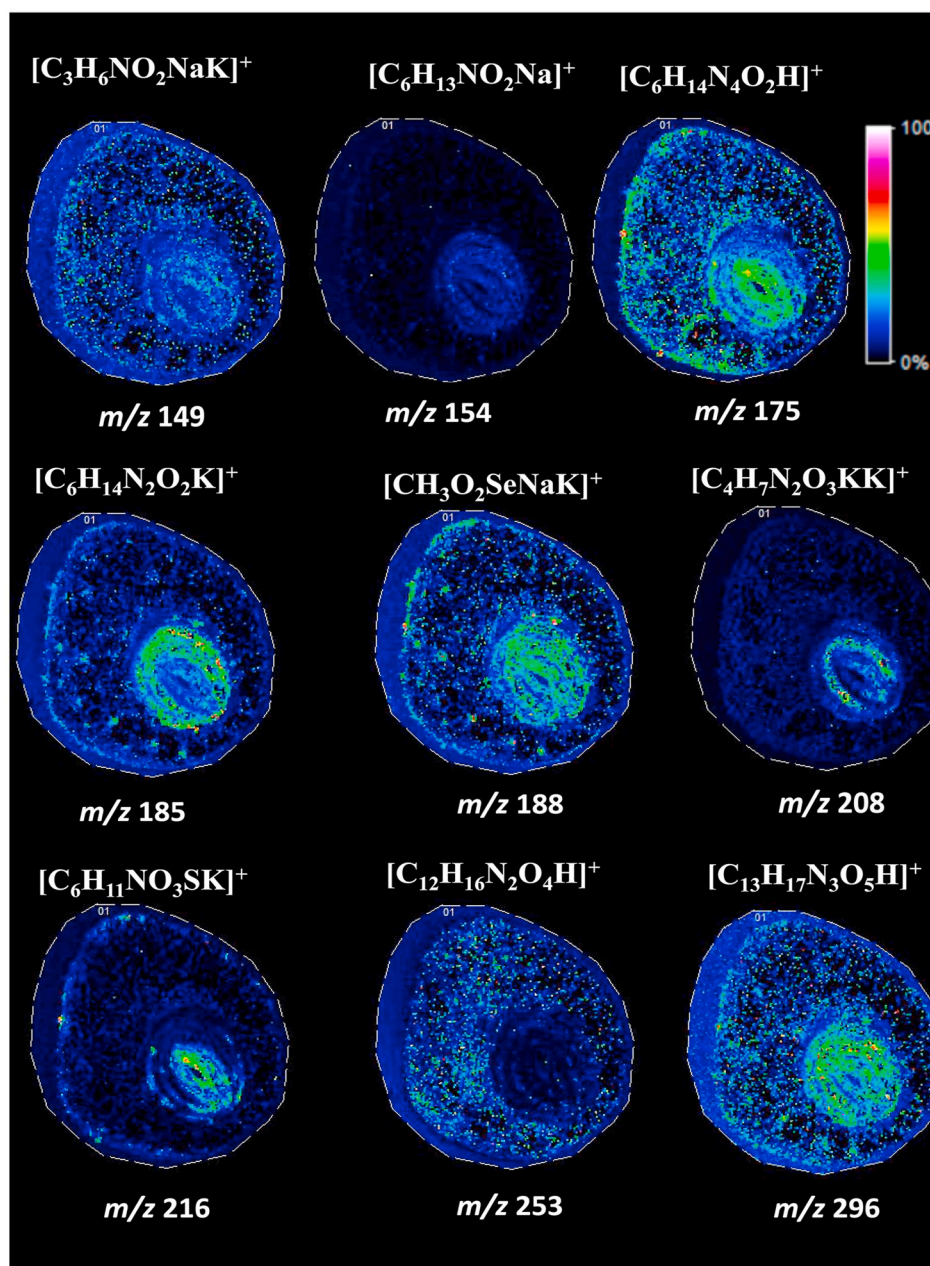 [C₃H₆NO₂NaK]⁺ [C₆H₁₃NO₂Na]⁺ [C₆H₁₄N₄O₂H]⁺
01 01 01
100
0%
m/z 149 m/z 154 m/z 175
[C₆H₁₄N₂O₂K]⁺ [CH₃O₂SeNaK]⁺ [C₄H₇N₂O₃KK]⁺
01 01 01
m/z 185 m/z 188 m/z 208
[C₆H₁₁NO₃SK]⁺ [C₁₂H₁₆N₂O₄H]⁺ [C₁₃H₁₇N₃O₅H]⁺
01 01 01
m/z 216 m/z 253 m/z 296